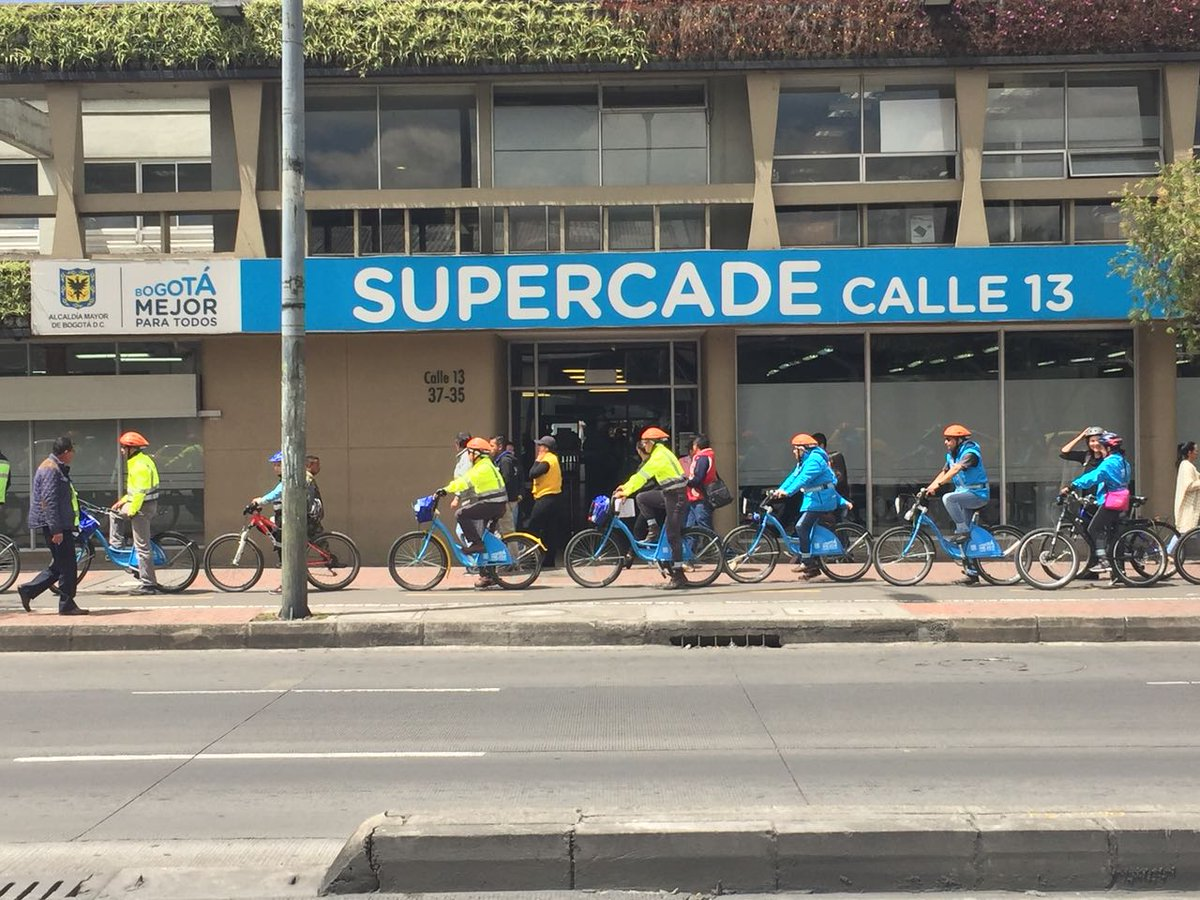 ALCALDÍA MAYOR
DE BOGOTÁ D.C.
BOGOTÁ
MEJOR
PARA TODOS
SUPERCADE CALLE 13
Calle 13
37-35